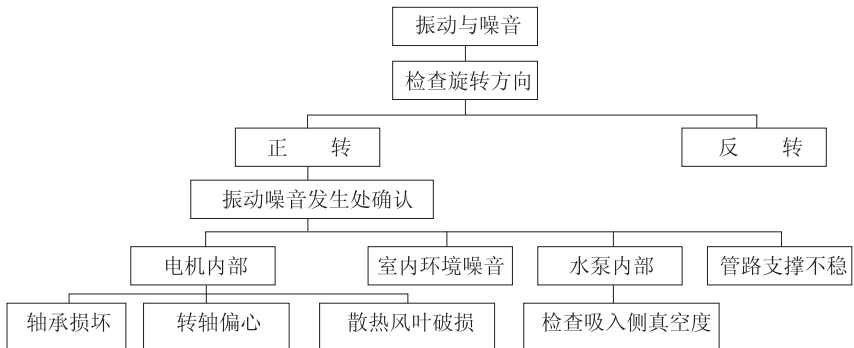 振动与噪音
检查旋转方向
正 转
反 转
振动噪音发生处确认
电机内部
室内环境噪音
水泵内部
管路支撑不稳
轴承损坏
转轴偏心
散热风叶破损
检查吸入侧真空度